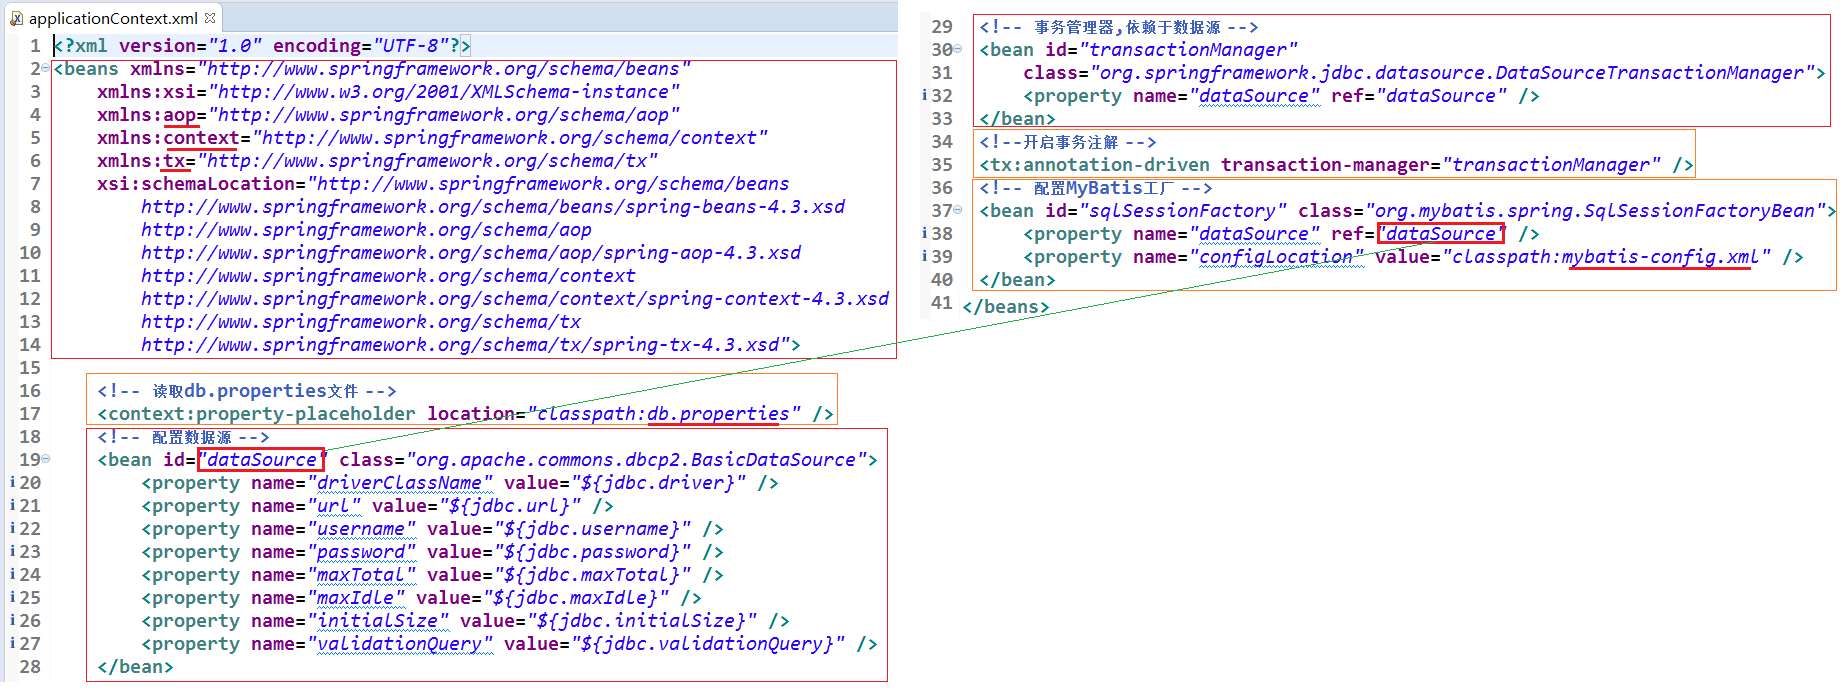 applicationContext.xml
1 <?xml version="1.0" encoding="UTF-8"?>
2 <beans xmlns="http://www.springframework.org/schema/beans"
3 xmlns:xsi="http://www.w3.org/2001/XMLSchema-instance"
4 xmlns:aop="http://www.springframework.org/schema/aop"
5 xmlns:context="http://www.springframework.org/schema/context"
6 xmlns:tx="http://www.springframework.org/schema/tx"
7 xsi:schemaLocation="http://www.springframework.org/schema/beans
8 http://www.springframework.org/schema/beans/spring-beans-4.3.xsd
9 http://www.springframework.org/schema/aop
10 http://www.springframework.org/schema/aop/spring-aop-4.3.xsd
11 http://www.springframework.org/schema/context
12 http://www.springframework.org/schema/context/spring-context-4.3.xsd
13 http://www.springframework.org/schema/tx
14 http://www.springframework.org/schema/tx/spring-tx-4.3.xsd">
15
16 <!-- 读取db.properties文件 -->
17 <context:property-placeholder location="classpath:db.properties" />
18 <!-- 配置数据源 -->
19 <bean id="dataSource" class="org.apache.commons.dbcp2.BasicDataSource">
20 <property name="driverClassName" value="${jdbc.driver}" />
21 <property name="url" value="${jdbc.url}" />
22 <property name="username" value="${jdbc.username}" />
23 <property name="password" value="${jdbc.password}" />
24 <property name="maxTotal" value="${jdbc.maxTotal}" />
25 <property name="maxIdle" value="${jdbc.maxIdle}" />
26 <property name="initialSize" value="${jdbc.initialSize}" />
27 <property name="validationQuery" value="${jdbc.validationQuery}" />
28 </bean>
29 <!-- 事务管理器,依赖于数据源 -->
30 <bean id="transactionManager"
31 class="org.springframework.jdbc.datasource.DataSourceTransactionManager">
32 <property name="dataSource" ref="dataSource" />
33 </bean>
34 <!--开启事务注解 -->
35 <tx:annotation-driven transaction-manager="transactionManager" />
36 <!-- 配置MyBatis工厂 -->
37 <bean id="sqlSessionFactory" class="org.mybatis.spring.SqlSessionFactoryBean">
38 <property name="dataSource" ref="dataSource" />
39 <property name="configLocation" value="classpath:mybatis-config.xml" />
40 </bean>
41 </beans>